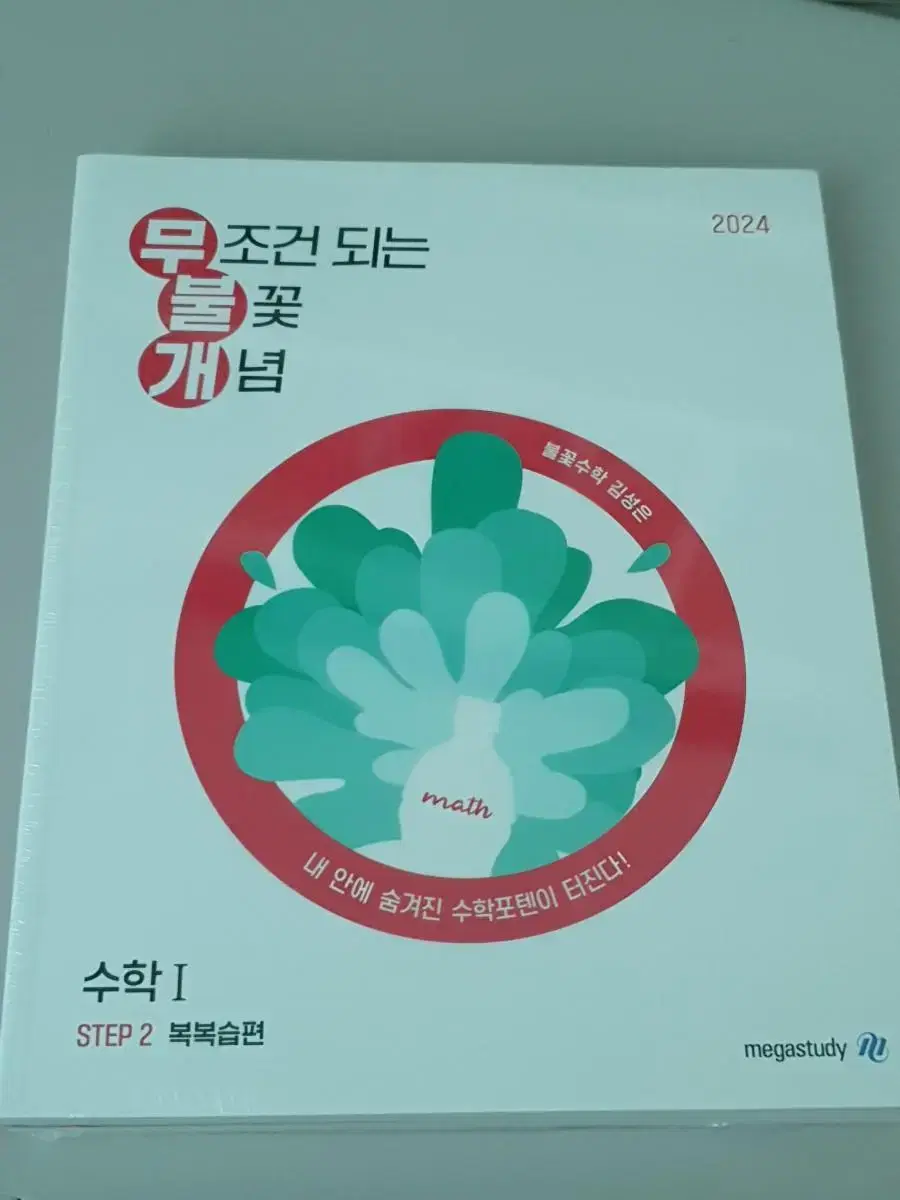 2024
무조건 되는
불꽃
개념
불꽃수학 김성은
math
내 안에 숨겨진 수학포텐이 터진다!
수학 I
STEP 2 복복습편
megastudy